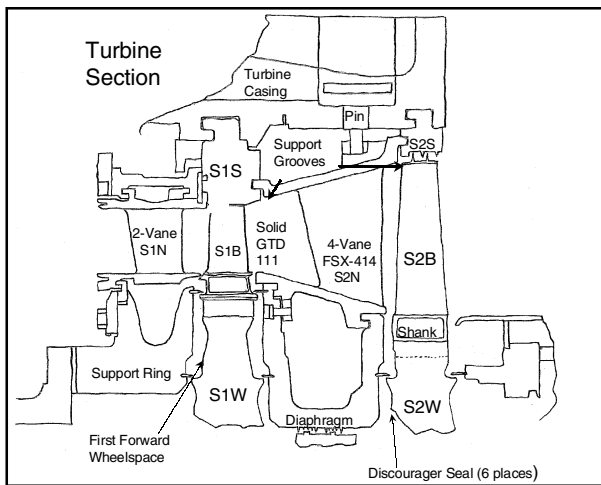 Turbine
Section
Turbine
Casing
Pin
Support
Grooves
S2S
S1S
2-Vane
S1N
S1B
Solid
GTD
111
4-Vane
FSX-414
S2N
S2B
Shank
Support Ring
S1W
S2W
Diaphragm
First Forward
Wheelspace
Discourager Seal (6 places)